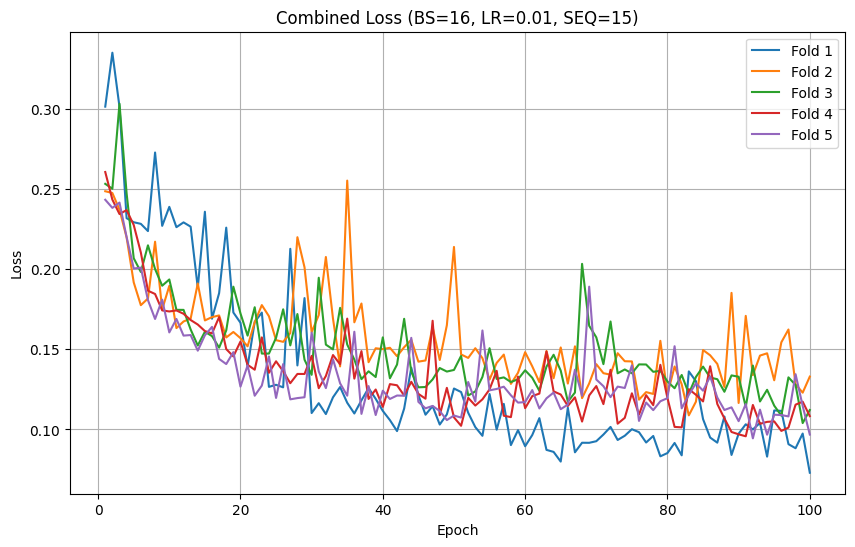 Combined Loss (BS=16, LR=0.01, SEQ=15)
Fold 1
Fold 2
Fold 3
Fold 4
Fold 5
Loss
0.30
0.25
0.20
0.15
0.10
0
20
40
60
80
100
Epoch